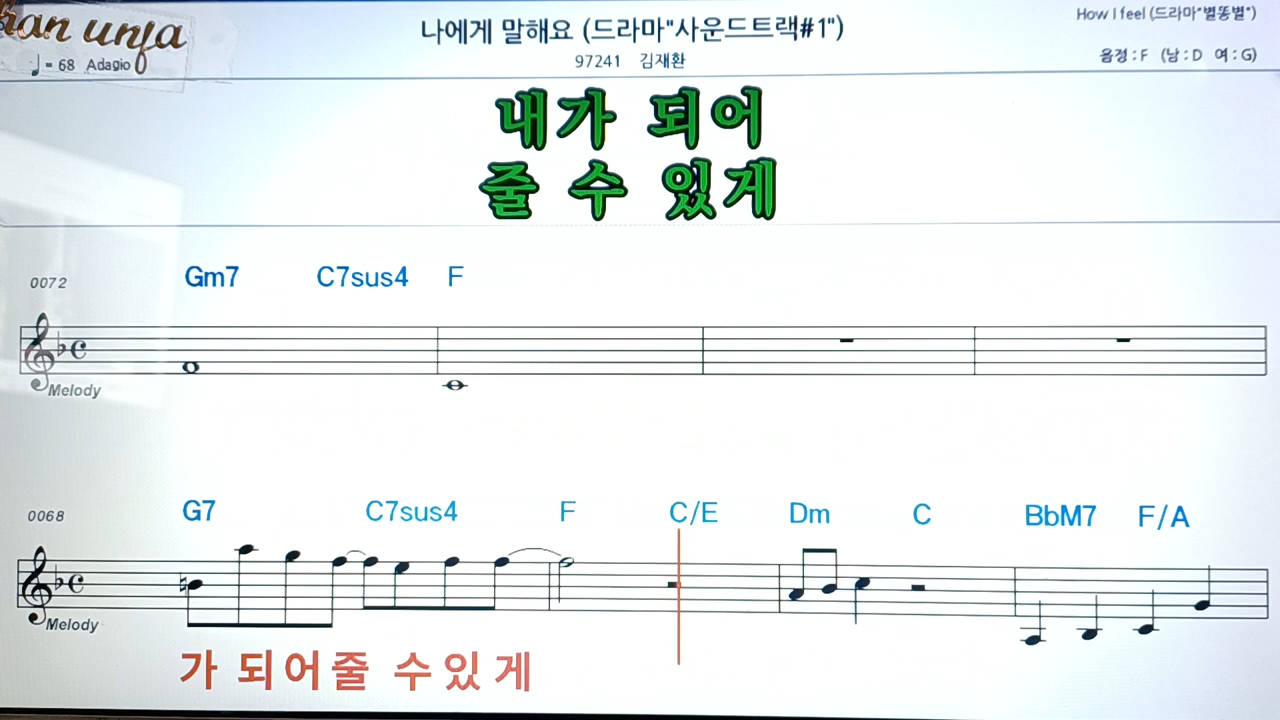 나에게 말해요 (드라마"사운드트랙#1")
How I feel (드라마"별똥별")
♩= 68 Adagio
97241 김재환
음정 : F (남 : D 여 : G)
내가 되어
줄 수 있게
0072
Gm7 C7sus4 F
Melody
0068
G7 C7sus4 F C/E Dm C BbM7 F/A
Melody
가 되어줄 수있게